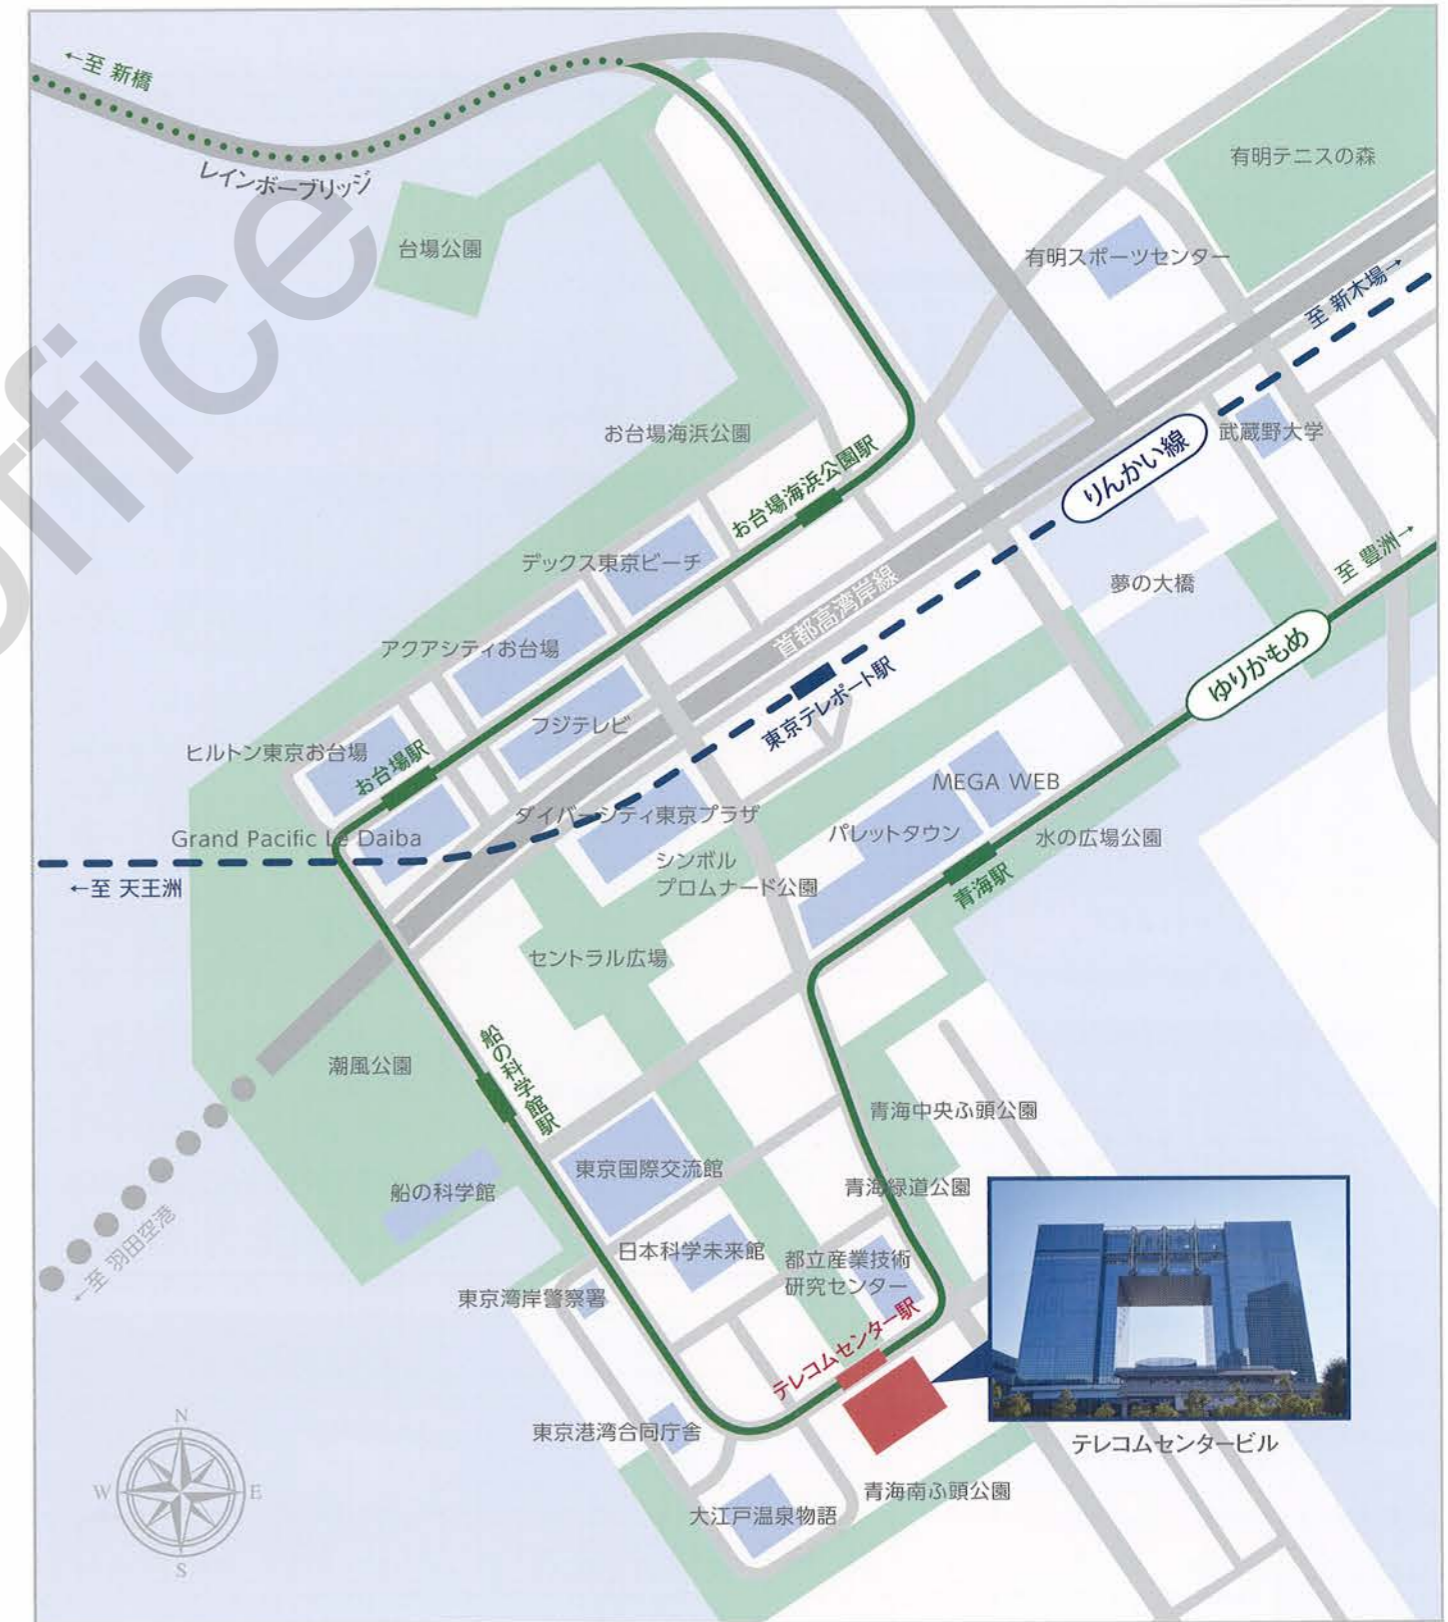 ←至 新橋
レインボーブリッジ
台場公園
有明テニスの森
有明スポーツセンター
至 新木場→
お台場海浜公園
お台場海浜公園駅
りんかい線
武蔵野大学
デックス東京ビーチ
首都高湾岸線
夢の大橋
至 豊洲→
アクアシティお台場
東京テレポート駅
ゆりかもめ
フジテレビ
ヒルトン東京お台場
お台場駅
MEGA WEB
ダイバーシティ東京プラザ
パレットタウン
水の広場公園
Grand Pacific Le Daiba
シンボル
プロムナード公園
←至 天王洲
青海駅
セントラル広場
潮風公園
船の科学館駅
青海中央ふ頭公園
東京国際交流館
船の科学館
青海緑道公園
日本科学未来館
都立産業技術
研究センター
←至 羽田空港
東京湾岸警察署
テレコムセンター駅
東京港湾合同庁舎
テレコムセンタービル
青海南ふ頭公園
大江戸温泉物語
N
W
E
S
office